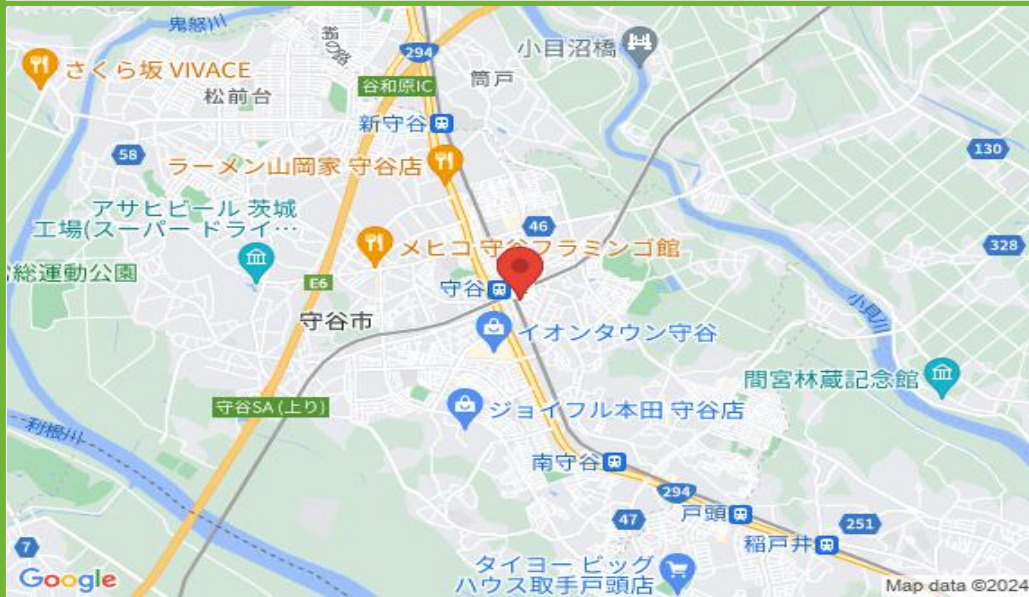 鬼怒川
294
小目沼橋
さくら坂 VIVACE
筒戸
松前台
谷和原IC
新守谷
58
130
ラーメン山岡家 守谷店
アサヒビール 茨城
工場(スーパー ドライ…
46
328
メヒコ 守谷フラミンゴ館
総運動公園
E6
守谷
小貝川
守谷市
イオンタウン守谷
間宮林蔵記念館
守谷SA (上り)
ジョイフル本田 守谷店
利根川
南守谷
294
戸頭
47
251
稲戸井
7
タイヨー ビッグ
ハウス取手戸頭店
Google
Map data ©2024